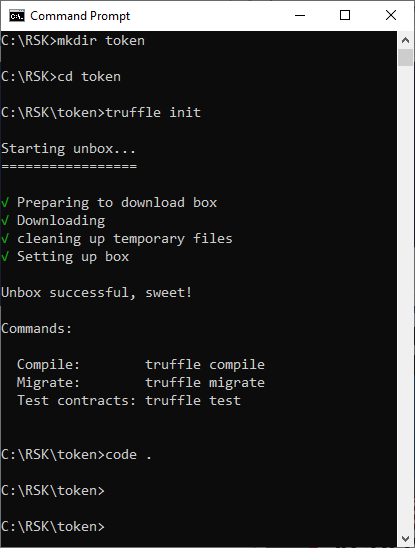 Command Prompt
C:\RSK>mkdir token
C:\RSK>cd token
C:\RSK\token>truffle init
Starting unbox...
=================
√ Preparing to download box
√ Downloading
√ cleaning up temporary files
√ Setting up box
Unbox successful, sweet!
Commands:
  Compile:        truffle compile
  Migrate:        truffle migrate
  Test contracts: truffle test
C:\RSK\token>code .
C:\RSK\token>
C:\RSK\token>